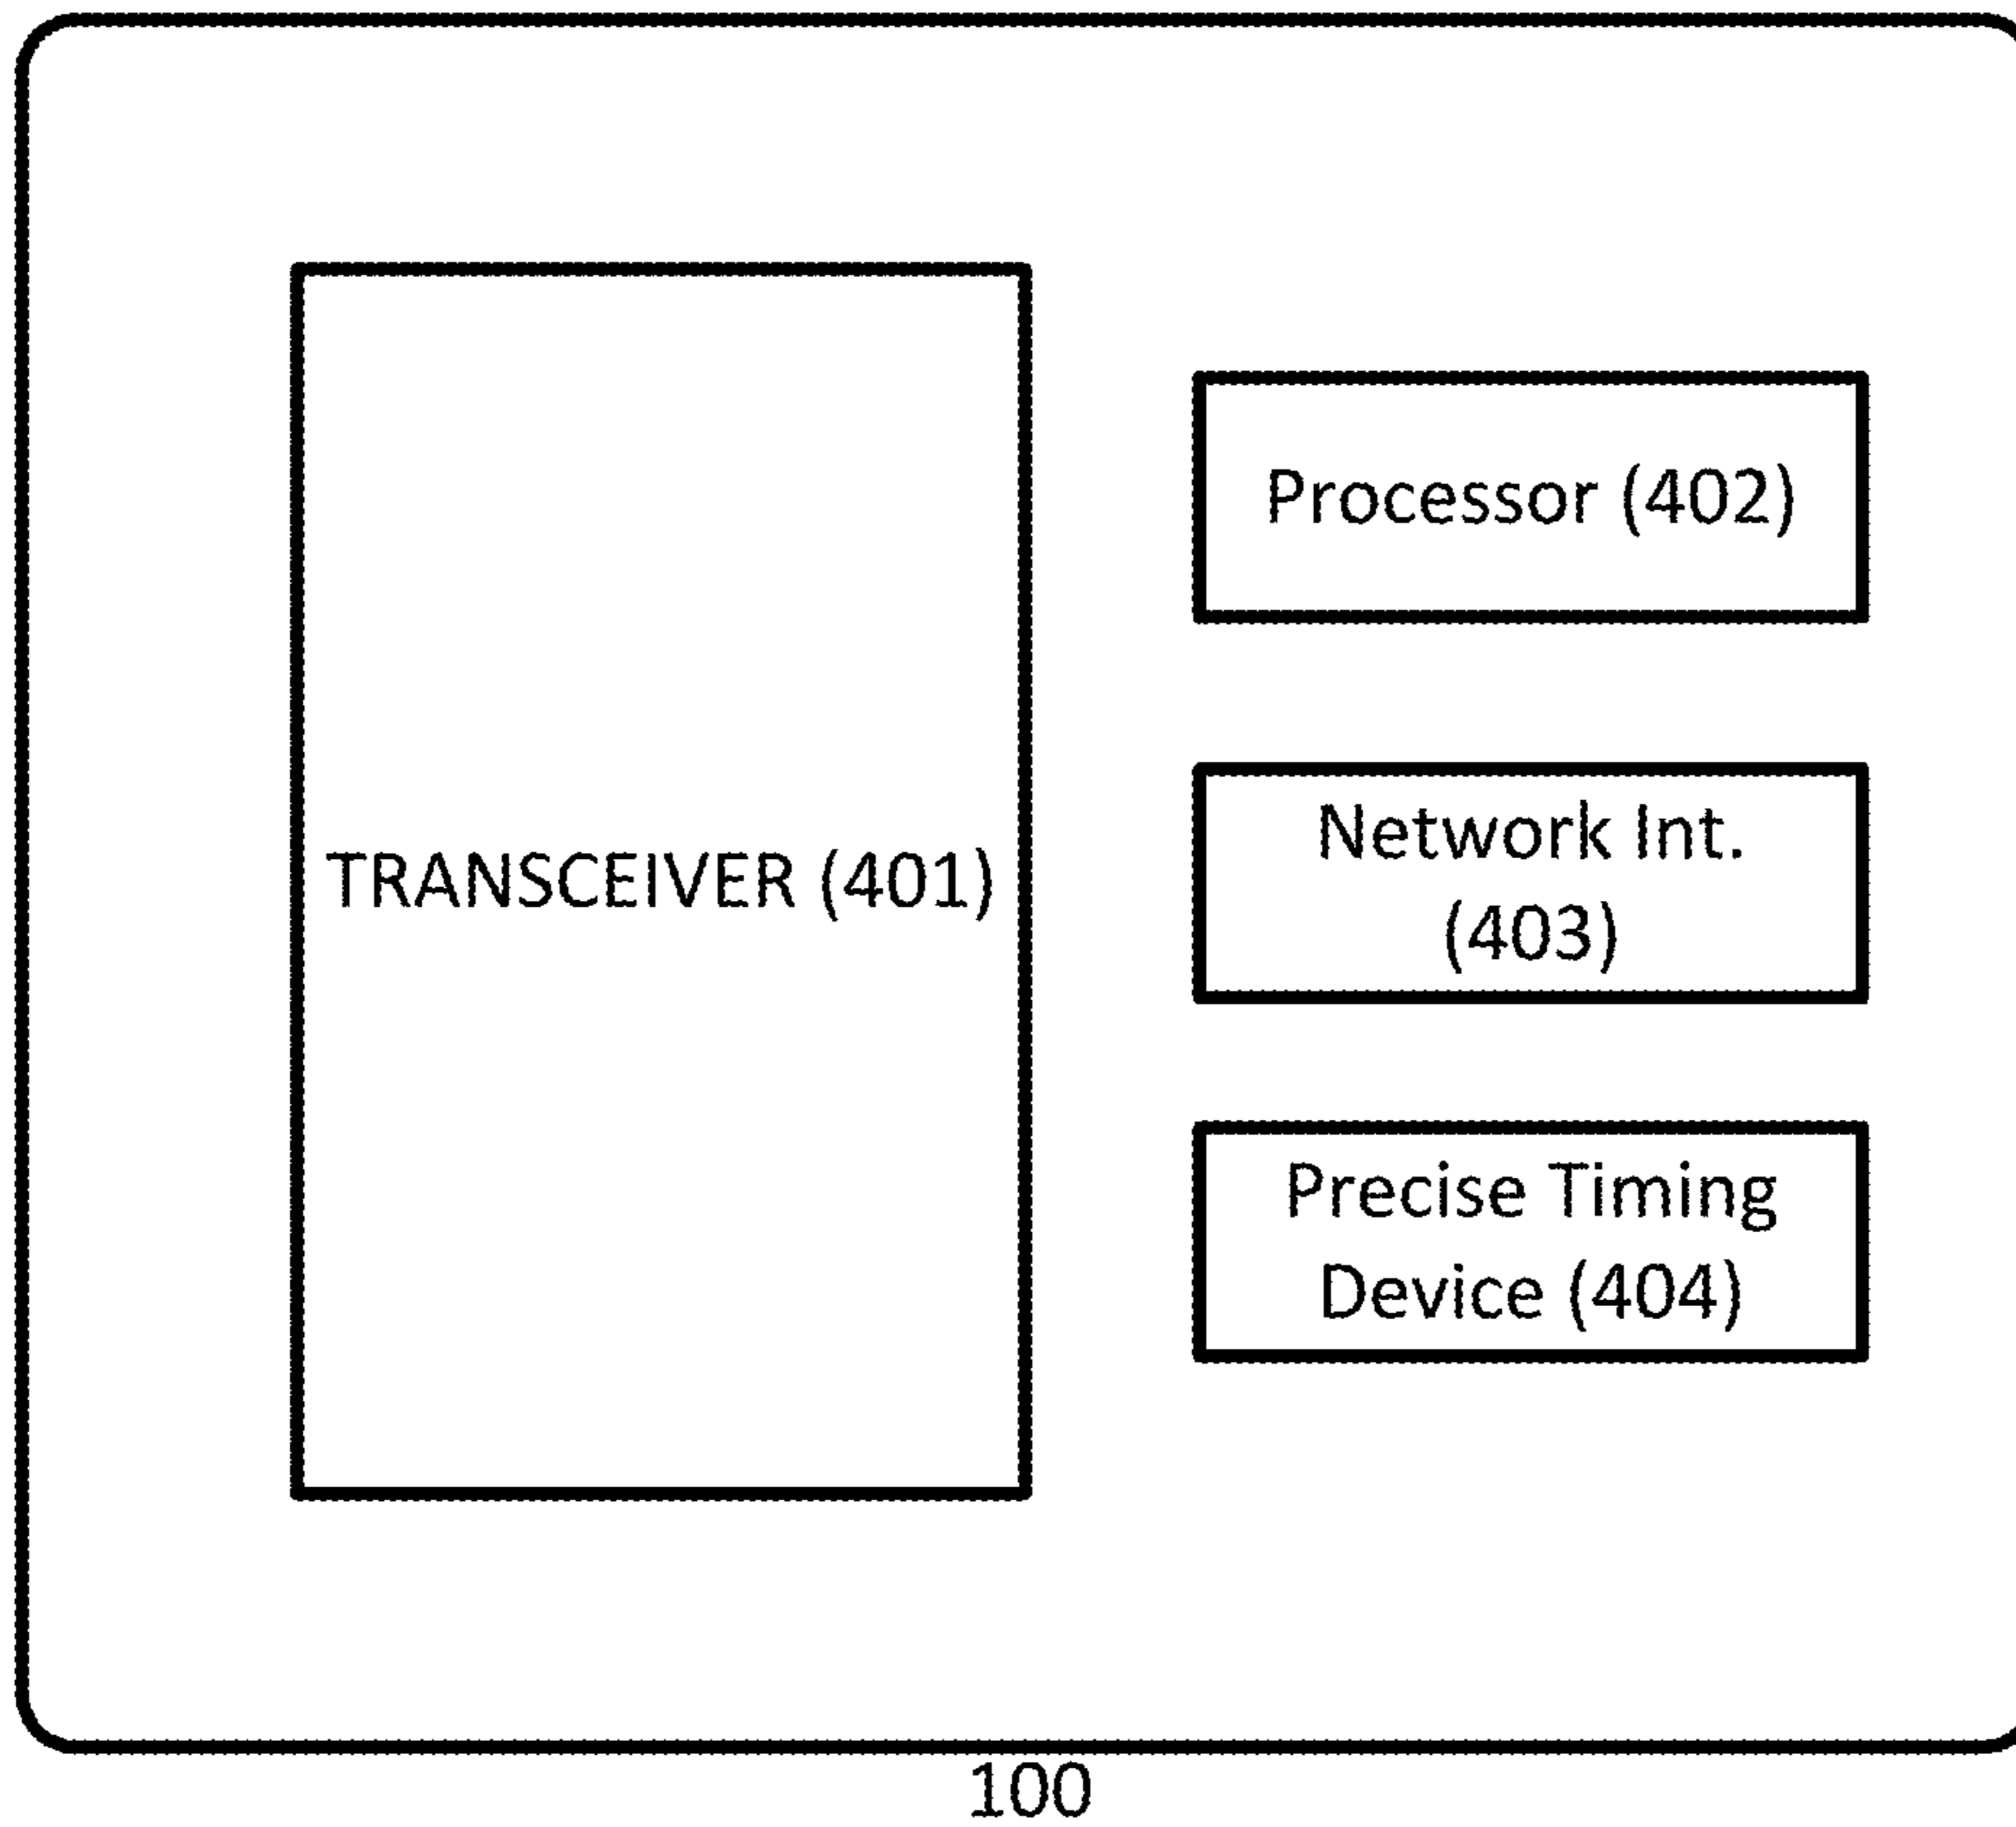 TRANSCEIVER (401)
Processor (402)
Network Int.
(403)
Precise Timing
Device (404)
100